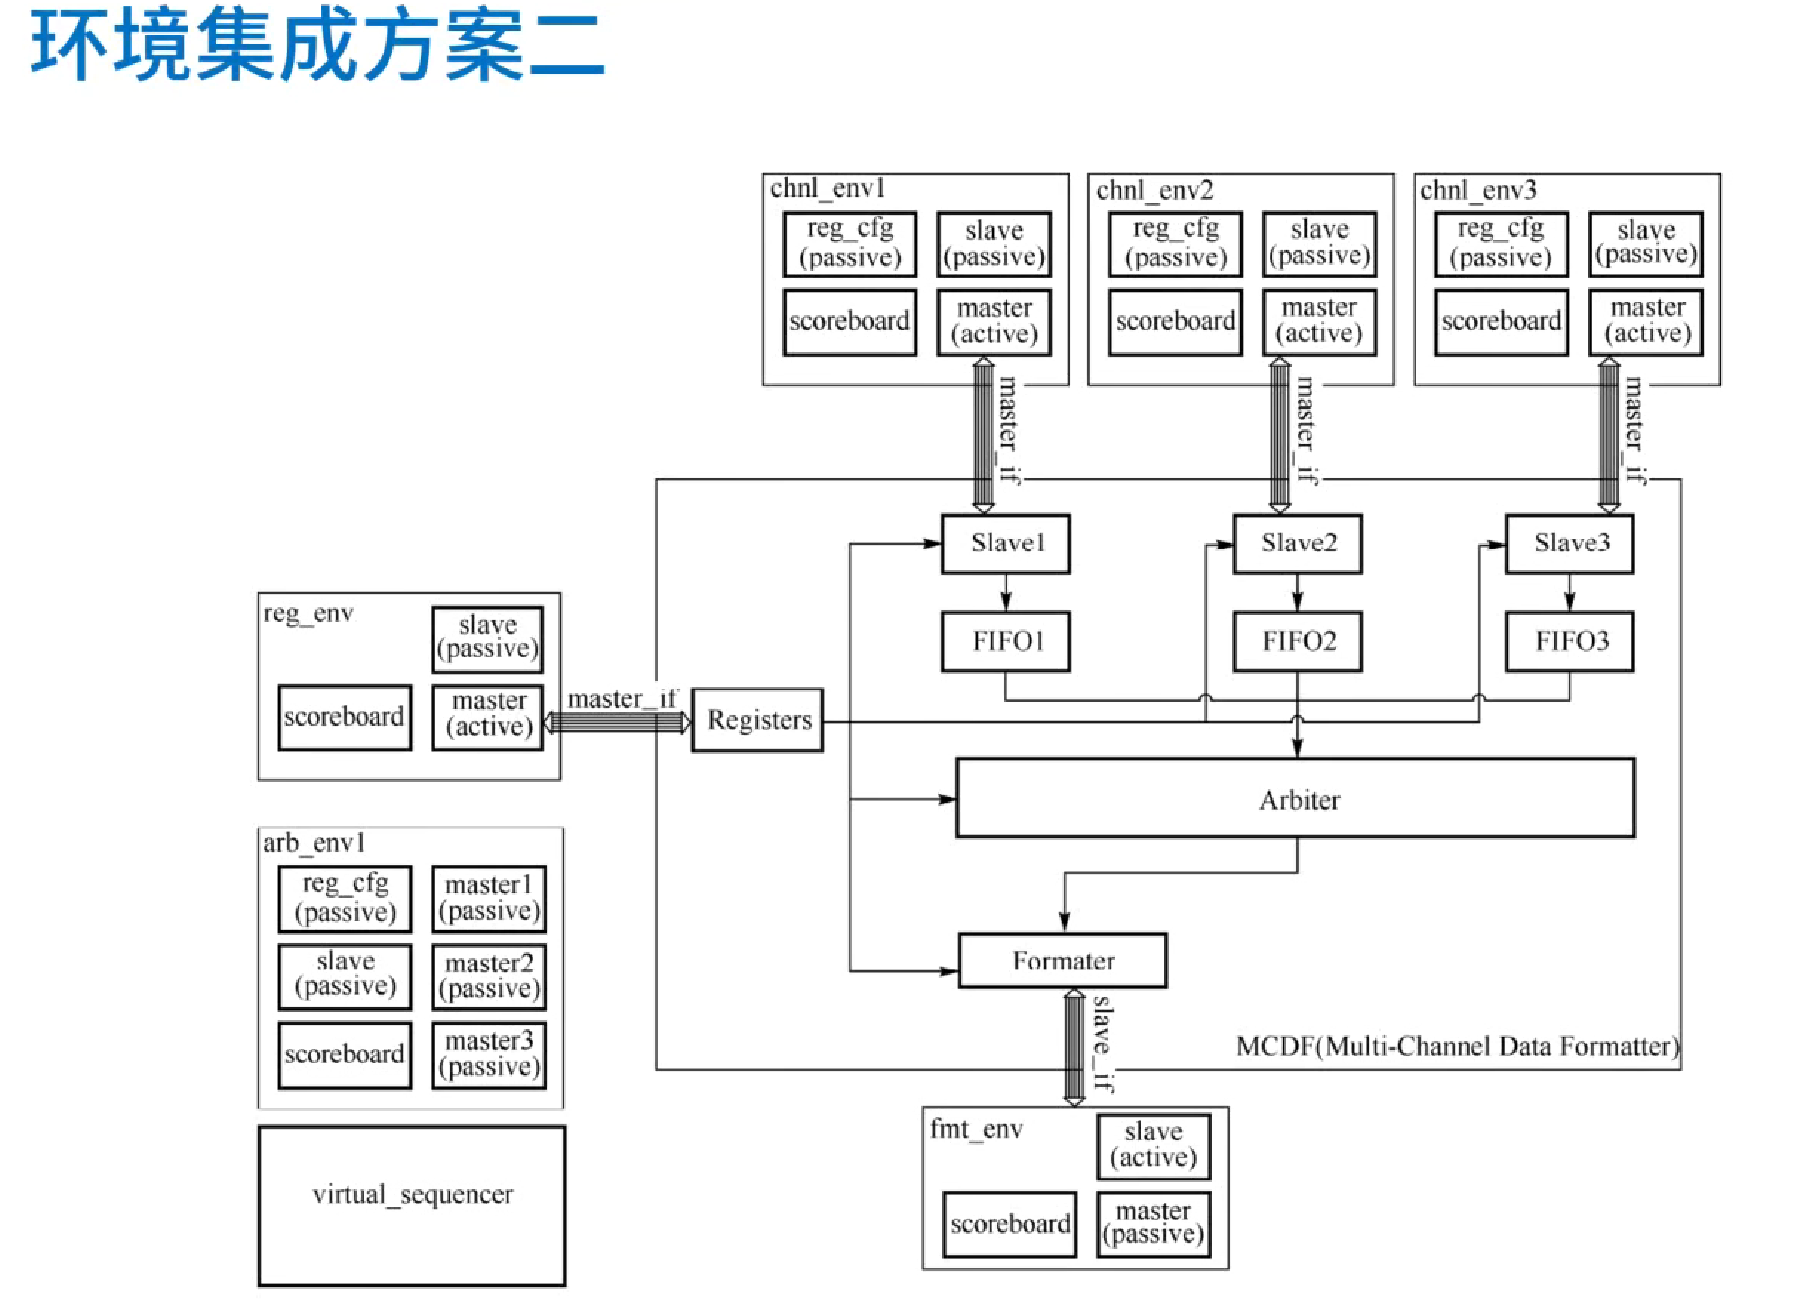 环境集成方案二
chnl_env1
reg_cfg
(passive)
slave
(passive)
scoreboard
master
(active)
chnl_env2
reg_cfg
(passive)
slave
(passive)
scoreboard
master
(active)
chnl_env3
reg_cfg
(passive)
slave
(passive)
scoreboard
master
(active)
master_if
master_if
master_if
Slave1
Slave2
Slave3
FIFO1
FIFO2
FIFO3
reg_env
slave
(passive)
scoreboard
master
(active)
master_if
Registers
Arbiter
arb_env1
reg_cfg
(passive)
master1
(passive)
slave
(passive)
master2
(passive)
scoreboard
master3
(passive)
Formater
slave_if
MCDF(Multi-Channel Data Formatter)
virtual_sequencer
fmt_env
slave
(active)
scoreboard
master
(passive)